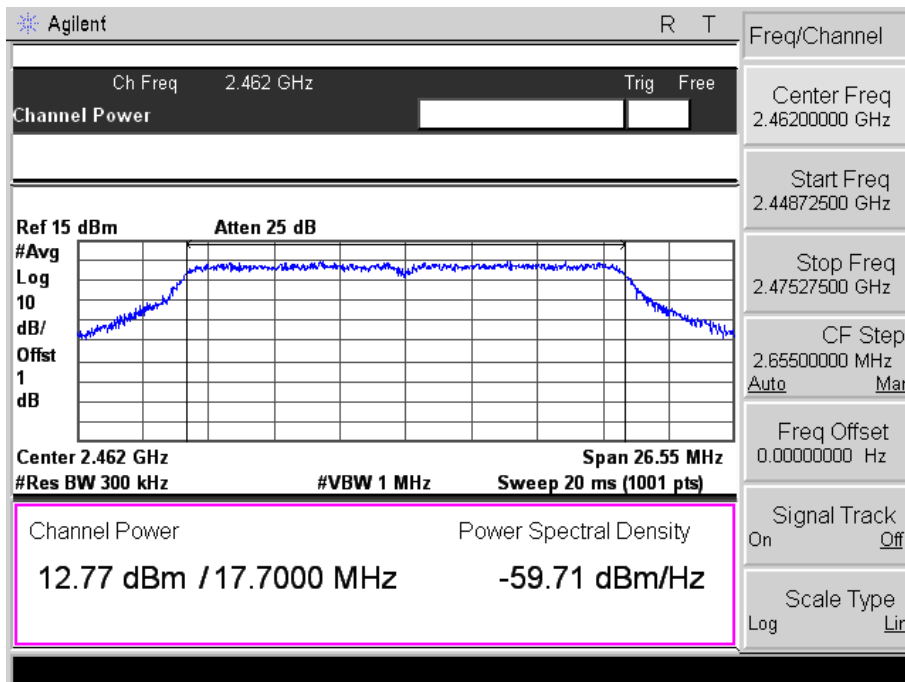 Agilent R T
Ch Freq 2.462 GHz Trig Free
Channel Power
Ref 15 dBm Atten 25 dB
#Avg
Log
10
dB/
Offst
1
dB
Center 2.462 GHz Span 26.55 MHz
#Res BW 300 kHz #VBW 1 MHz Sweep 20 ms (1001 pts)
Channel Power Power Spectral Density
12.77 dBm / 17.7000 MHz -59.71 dBm/Hz
Freq/Channel
Center Freq
2.46200000 GHz
Start Freq
2.44872500 GHz
Stop Freq
2.47527500 GHz
CF Step
2.65500000 MHz
Auto Man
Freq Offset
0.00000000 Hz
Signal Track
On Off
Scale Type
Log Lin